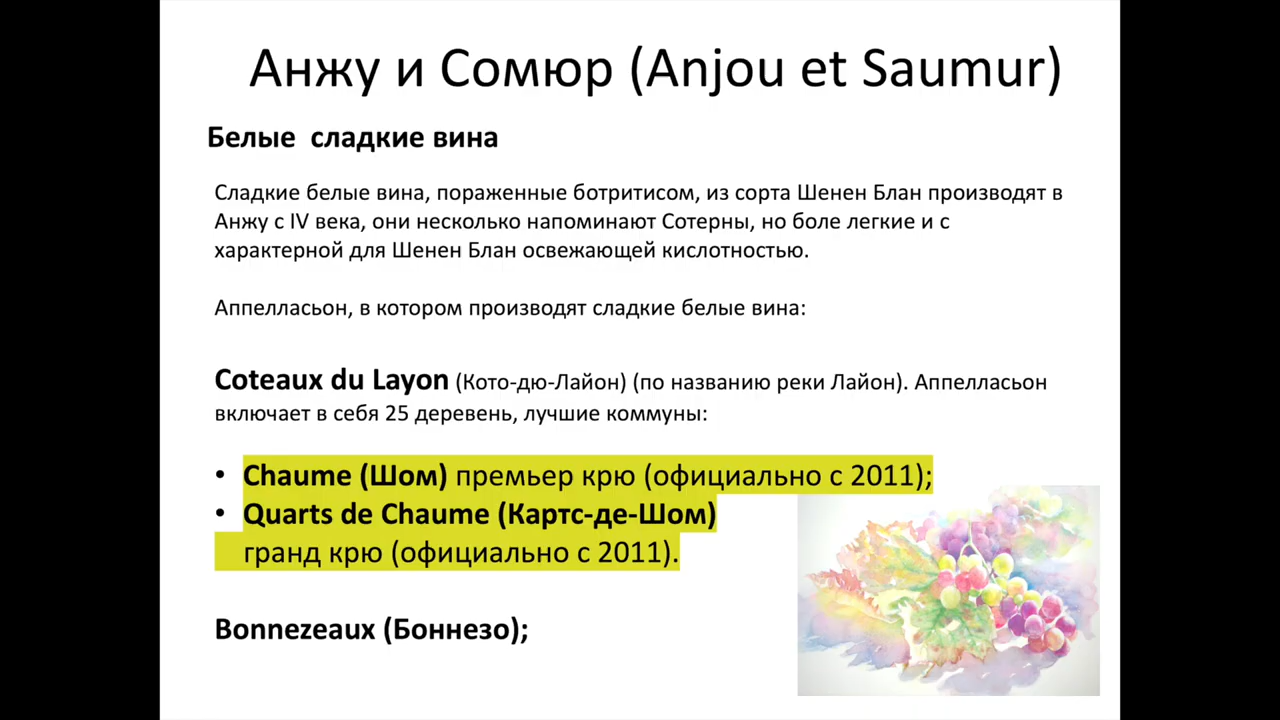 Анжу и Сомюр (Anjou et Saumur)
Белые  сладкие вина
Сладкие белые вина, пораженные ботритисом, из сорта Шенен Блан производят в
Анжу с IV века, они несколько напоминают Сотерны, но боле легкие и с
характерной для Шенен Блан освежающей кислотностью.
Аппелласьон, в котором производят сладкие белые вина:
Coteaux du Layon (Кото-дю-Лайон) (по названию реки Лайон). Аппелласьон
включает в себя 25 деревень, лучшие коммуны:
• Chaume (Шом) премьер крю (официально с 2011);
• Quarts de Chaume (Картс-де-Шом)
гранд крю (официально с 2011).
Bonnezeaux (Боннезо);